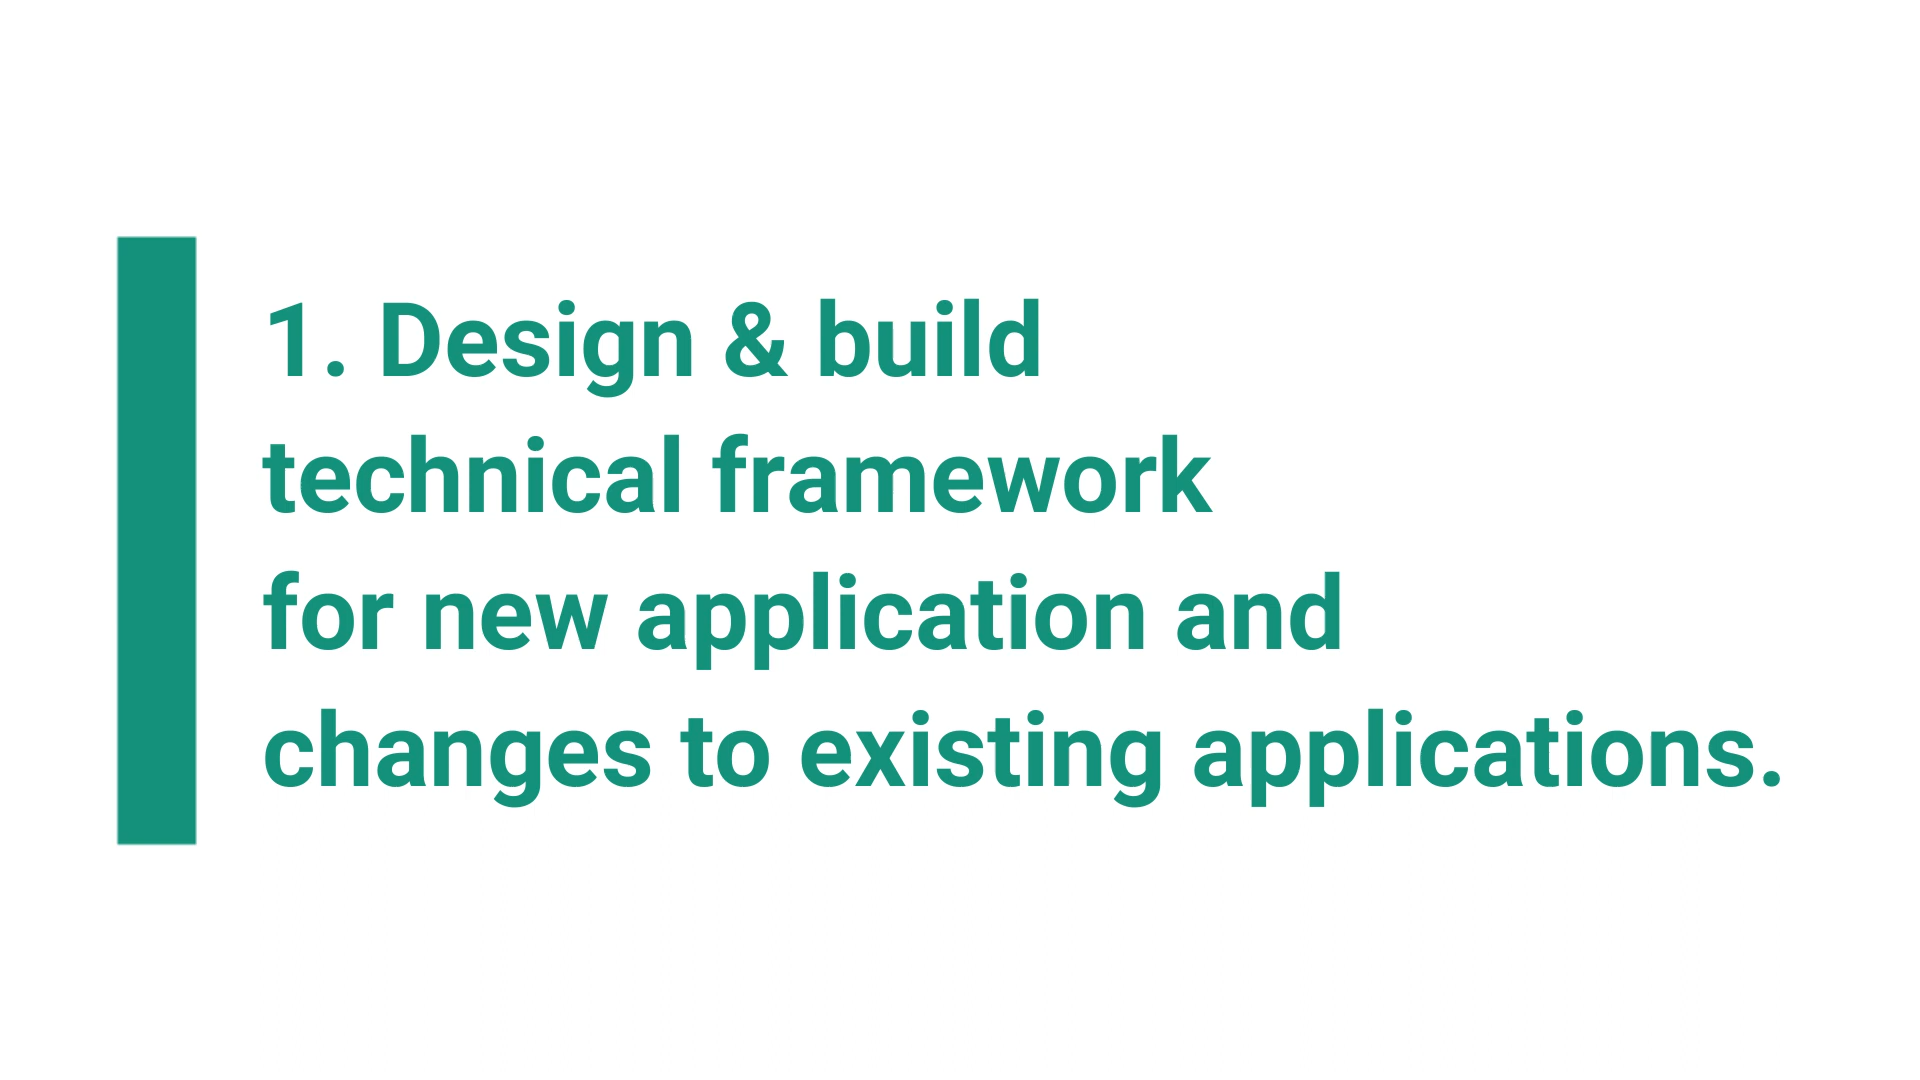 1. Design & build
technical framework
for new application and
changes to existing applications.